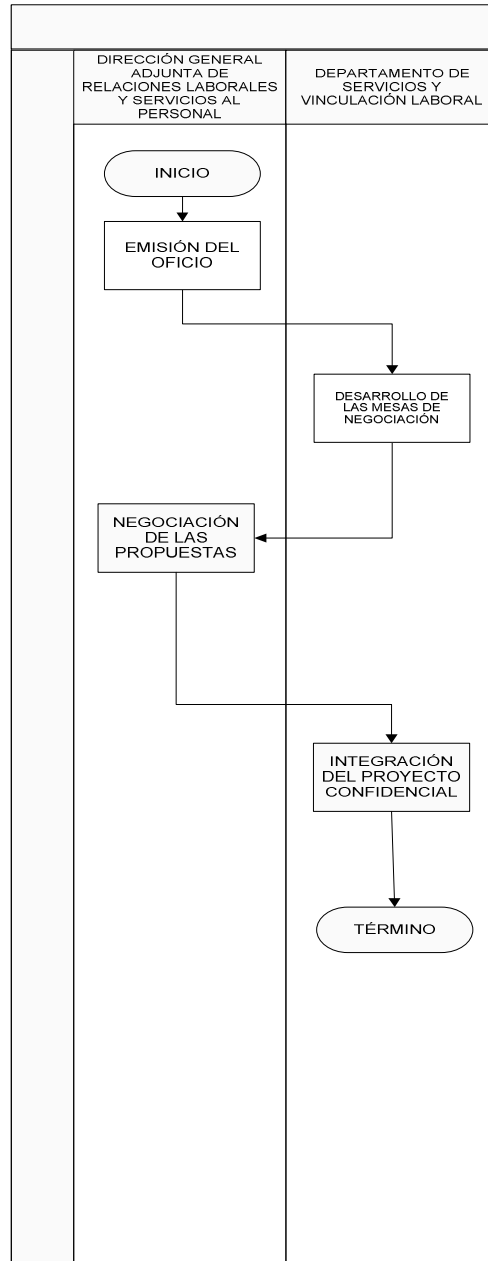 DIRECCIÓN GENERAL
ADJUNTA DE
RELACIONES LABORALES
Y SERVICIOS AL
PERSONAL
DEPARTAMENTO DE
SERVICIOS Y
VINCULACIÓN LABORAL
INICIO
EMISIÓN DEL
OFICIO
DESARROLLO DE
LAS MESAS DE
NEGOCIACIÓN
NEGOCIACIÓN
DE LAS
PROPUESTAS
INTEGRACIÓN
DEL PROYECTO
CONFIDENCIAL
TÉRMINO